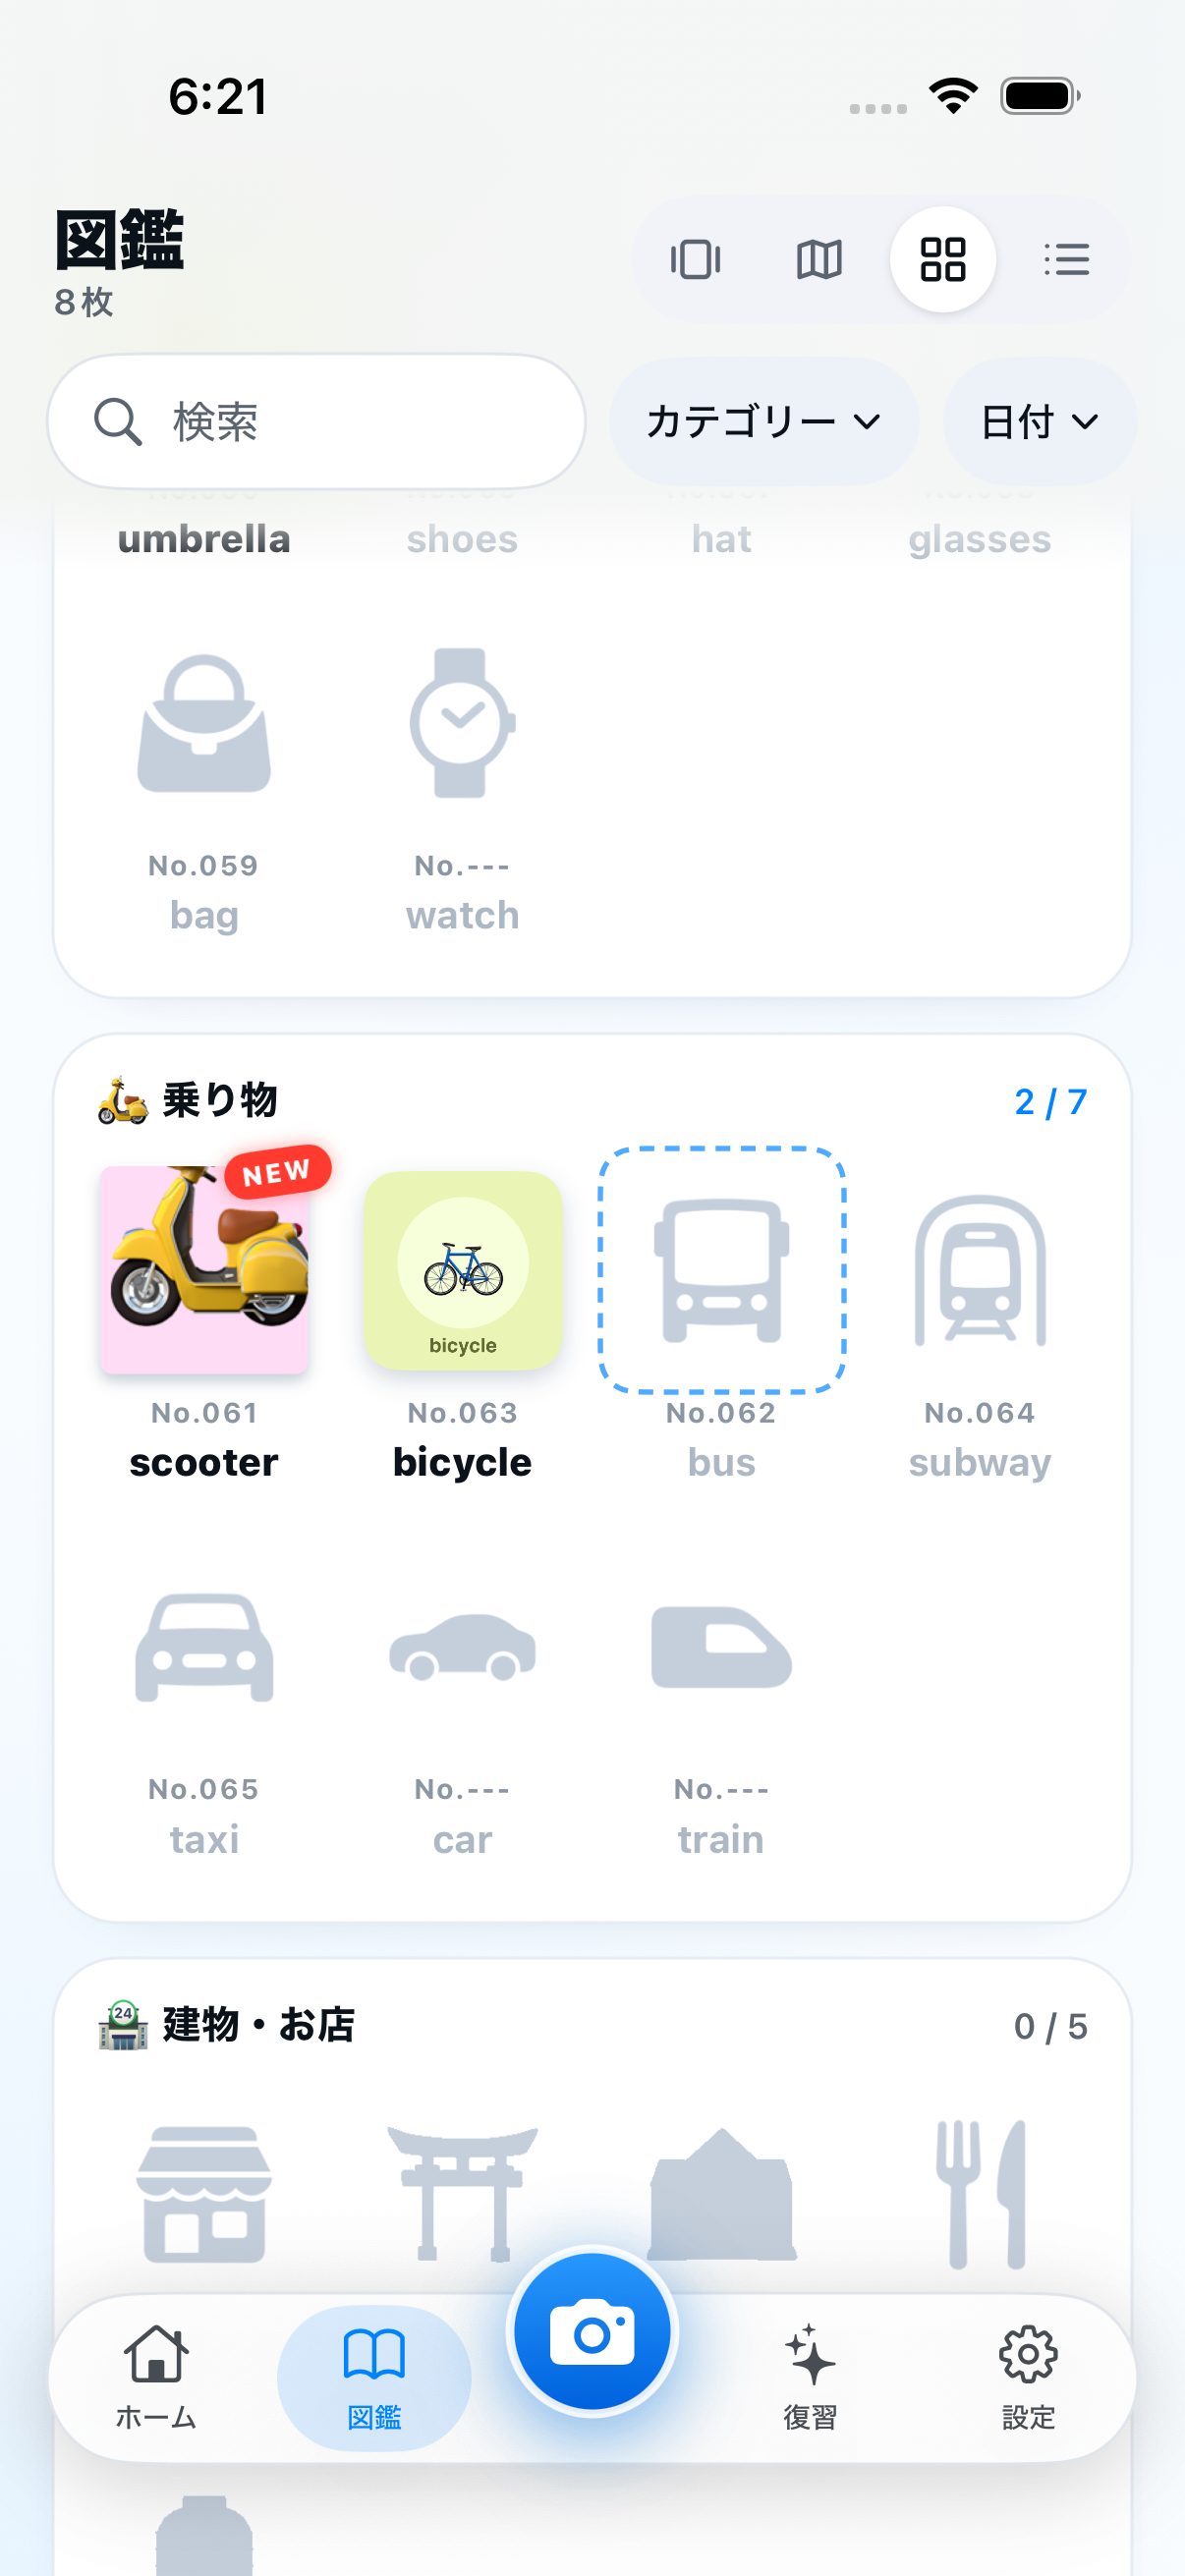 6:21
図鑑
8枚
検索
カテゴリー
日付
umbrella
shoes
hat
glasses
No.059
No.---
bag
watch
乗り物
2 / 7
NEW
bicycle
No.061
No.063
No.062
No.064
scooter
bicycle
bus
subway
No.065
No.---
No.---
taxi
car
train
24
建物・お店
0 / 5
ホーム
図鑑
復習
設定